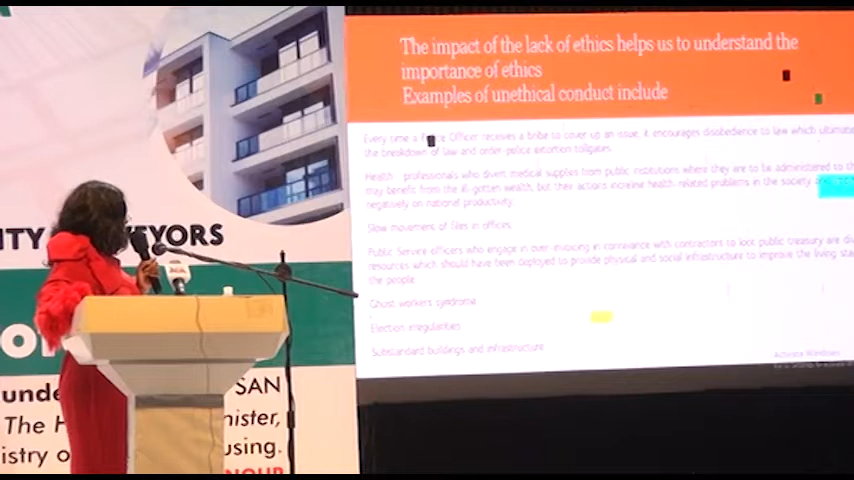 The impact of the lack of ethics helps us to understand the
importance of ethics
Examples of unethical conduct include
Every time a Police Officer receives a bribe to cover up an issue, it encourages disobedience to law which
the breakdown of law and order, police extortion tollgates.
Health professionals who divert medical supplies from public institutions where they are to be administered to
may benefit from the ill gotten wealth, but their actions increase health related problems in the society
negatively on national productivity.
Slow movement of files in offices.
Public Service officers who engage in over-invoicing in connivance with contractors to loot public treasury are
resources which should have been deployed to provide physical and social infrastructure to improve the living
the people
Ghost workers syndrome
Election irregularities
Substandard buildings and infrastructure
Activate Windows
ITY VEYORS
SAN
The
nister,
istry o using.